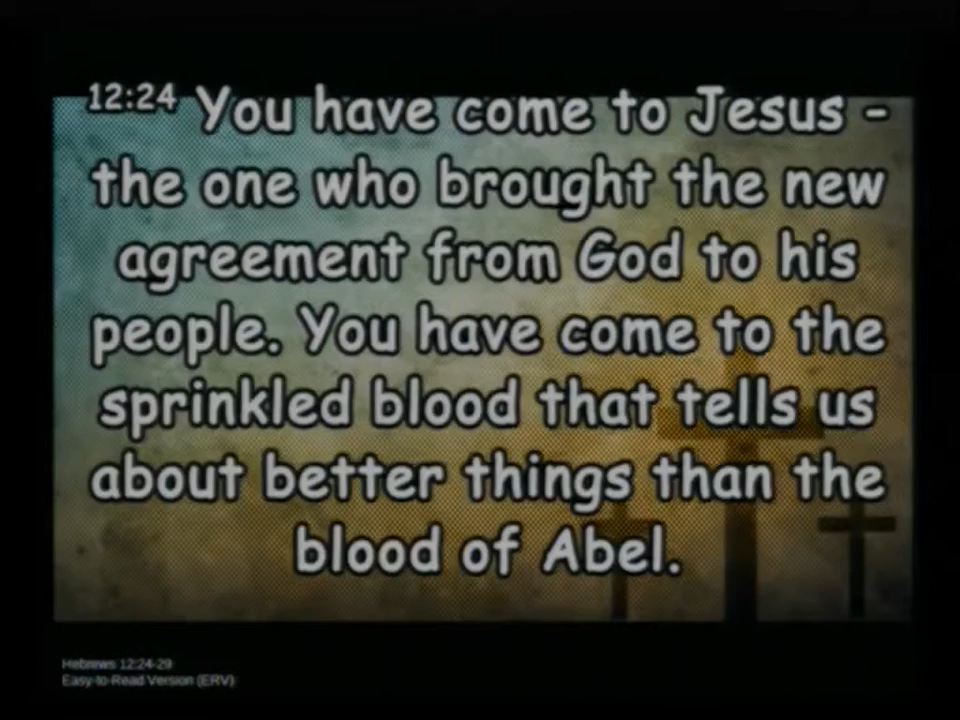 12:24 You have come to Jesus -
the one who brought the new
agreement from God to his
people. You have come to the
sprinkled blood that tells us
about better things than the
blood of Abel.
Hebrews 12:24-29
Easy-to-Read Version (ERV)